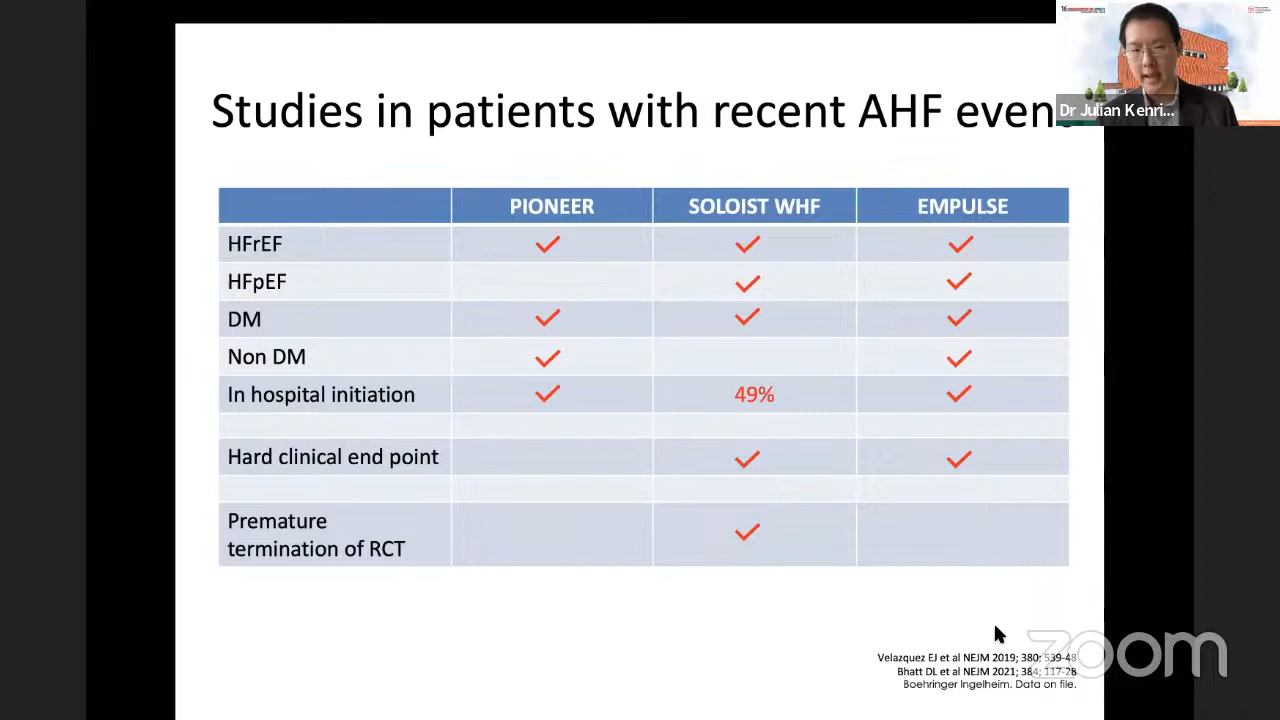 Studies in patients with recent AHF even
Dr Julian Kenri...
PIONEER SOLOIST WHF EMPULSE
HFrEF
HFpEF
DM
Non DM
In hospital initiation 49%
Hard clinical end point
Premature
termination of RCT
Velazquez EJ et al NEJM 2019; 380; 539-48
Bhatt DL et al NEJM 2021; 384; 117-28
Boehringer Ingelheim. Data on file.
zoom